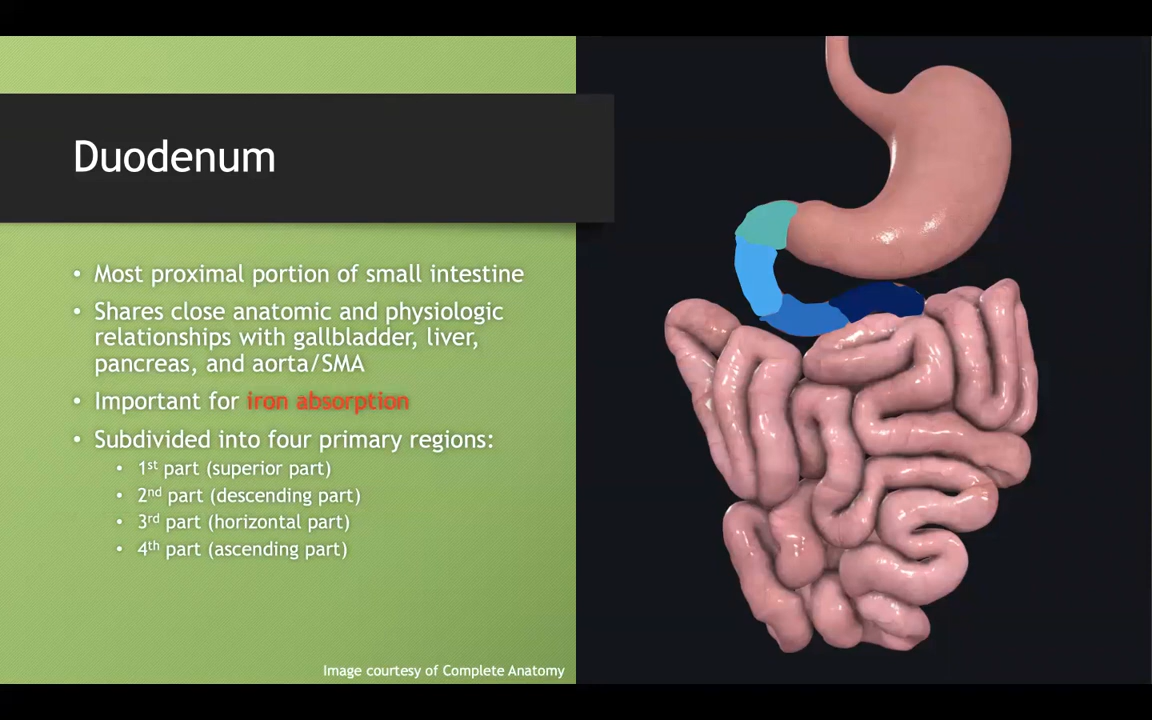 Duodenum
• Most proximal portion of small intestine
• Shares close anatomic and physiologic
relationships with gallbladder, liver,
pancreas, and aorta/SMA
• Important for iron absorption
• Subdivided into four primary regions:
• 1st part (superior part)
• 2nd part (descending part)
• 3rd part (horizontal part)
• 4th part (ascending part)
Image courtesy of Complete Anatomy